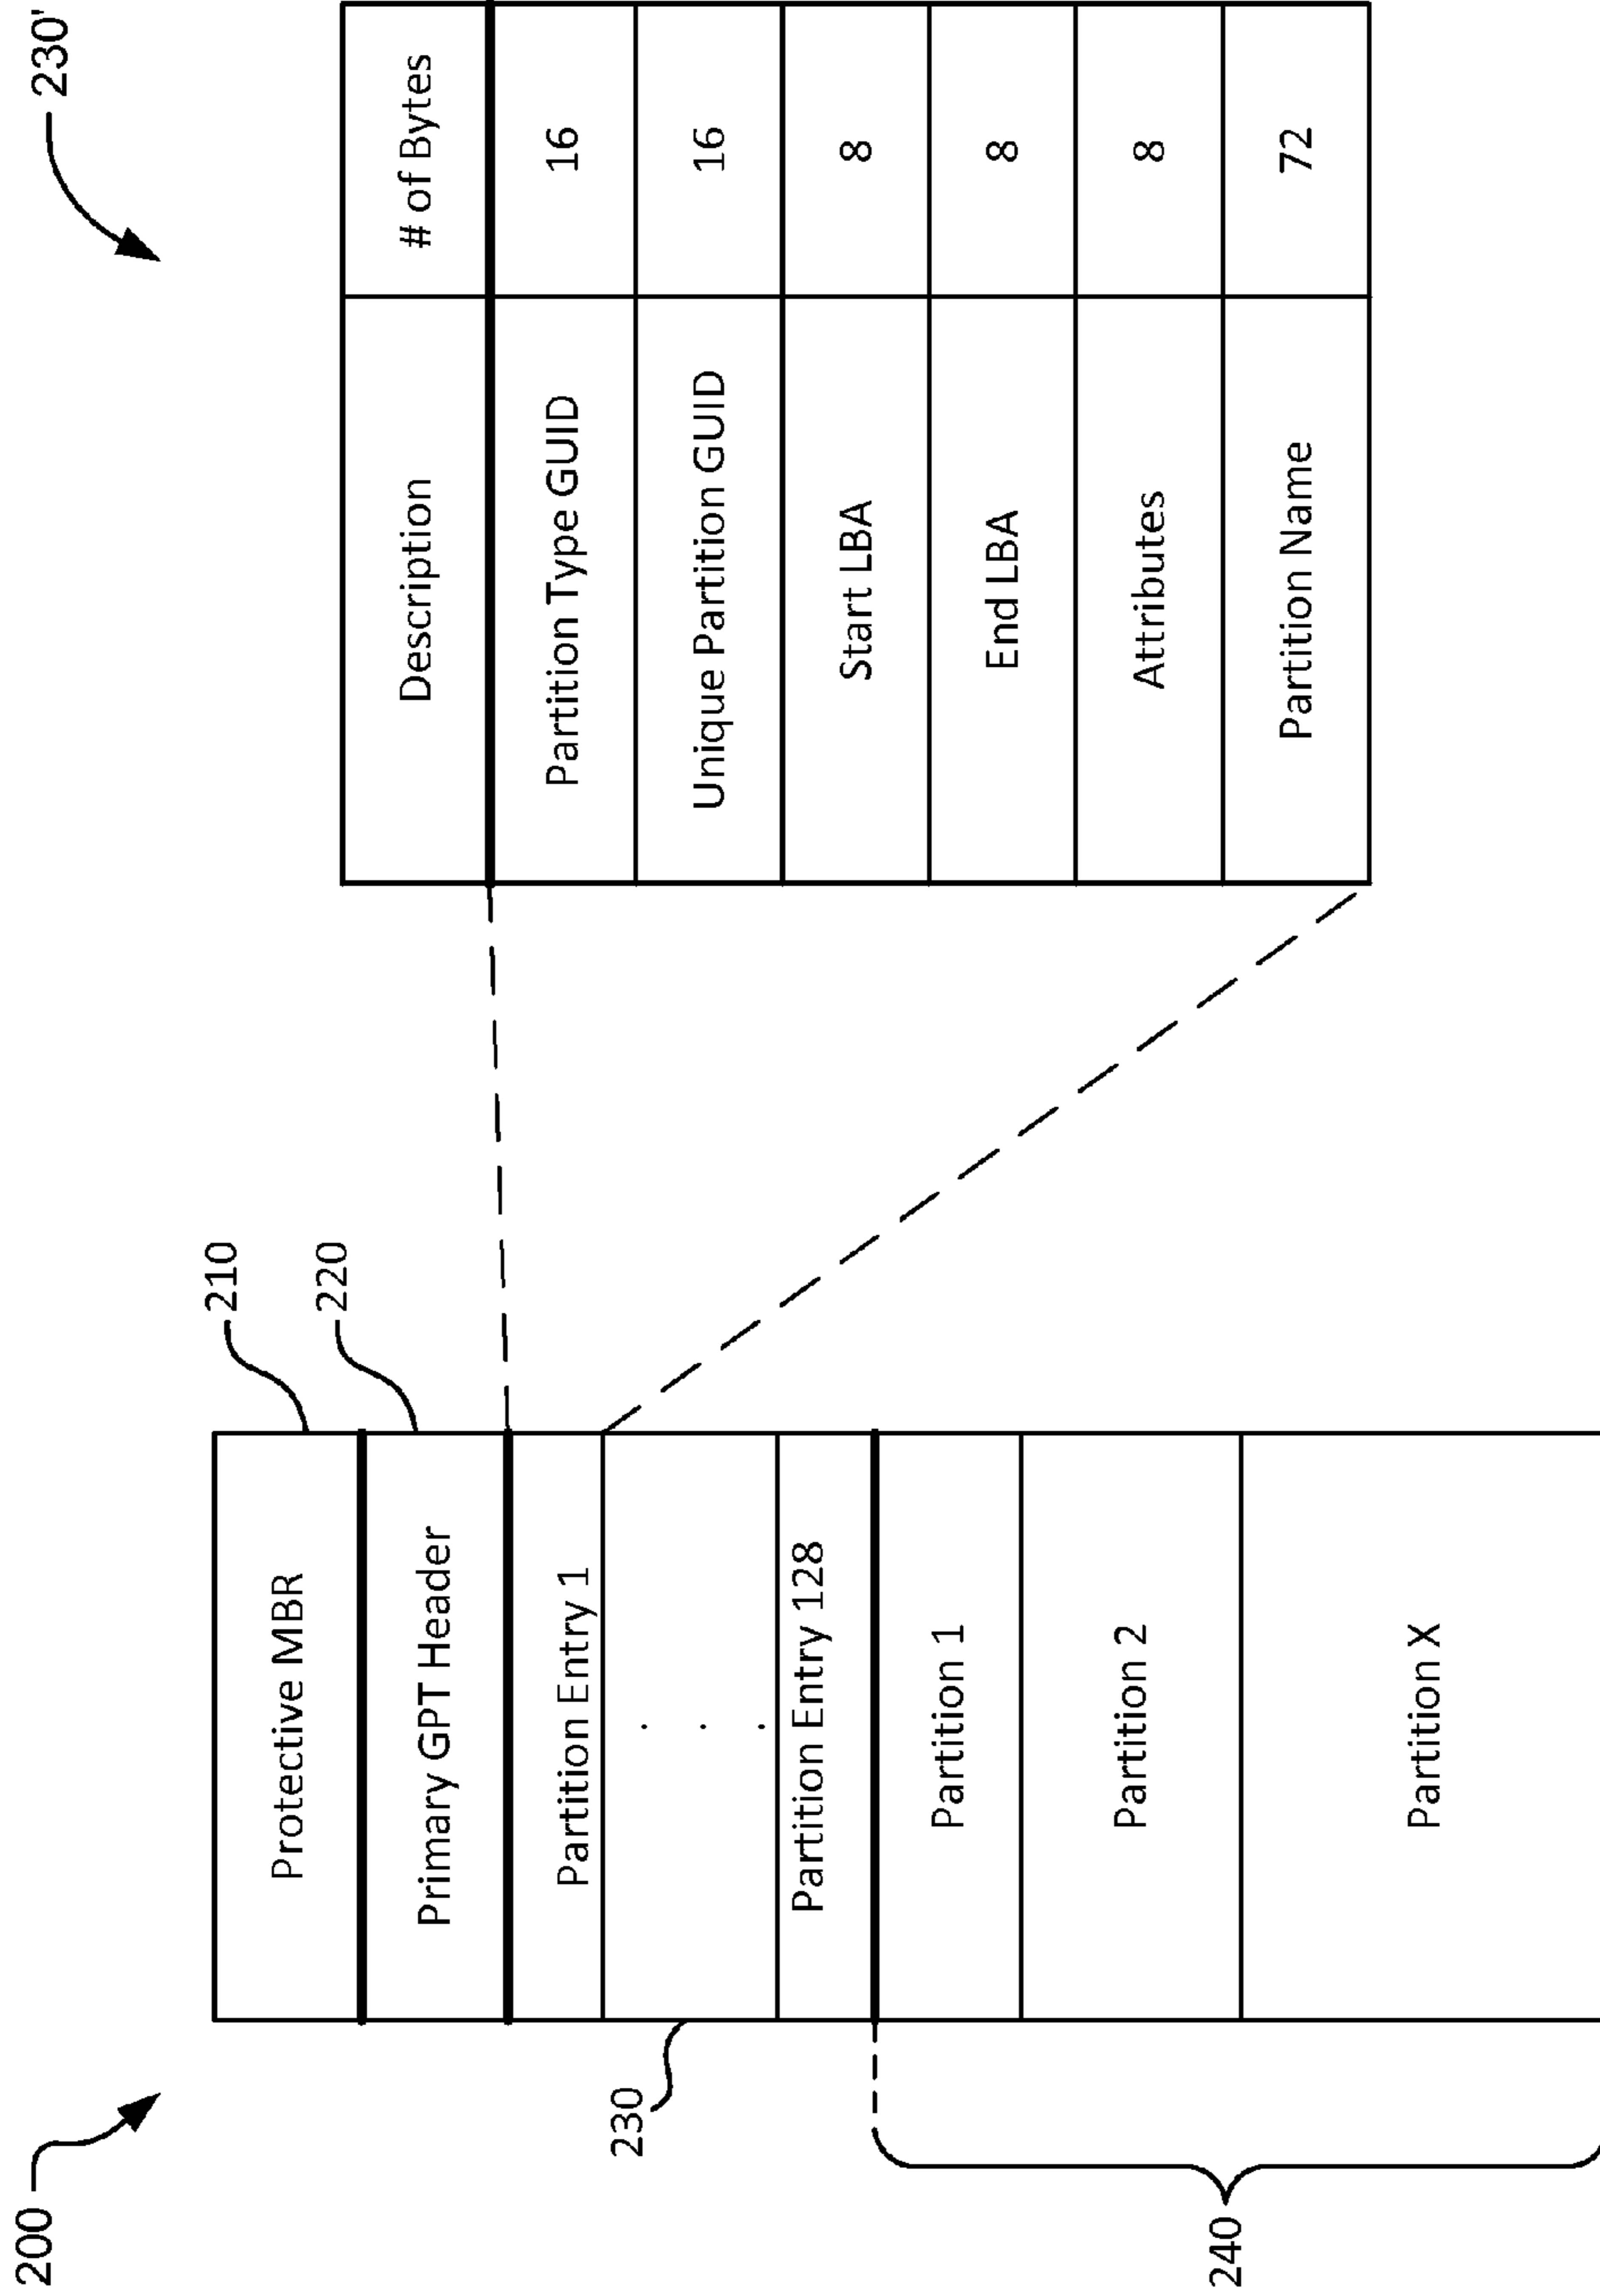 200
230'
210
220
Protective MBR
Primary GPT Header
Partition Entry 1
.
.
.
Partition Entry 128
230
Partition 1
Partition 2
Partition X
240
Description # of Bytes
Partition Type GUID 16
Unique Partition GUID 16
Start LBA 8
End LBA 8
Attributes 8
Partition Name 72